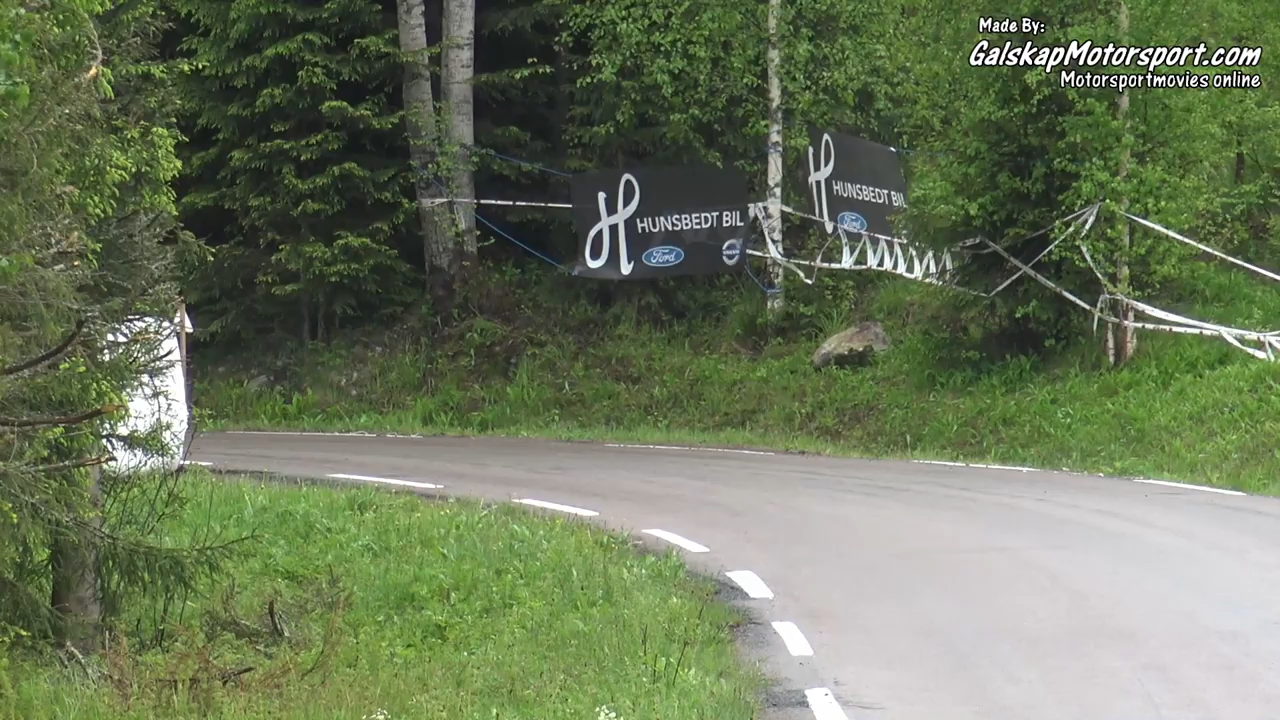 Made By:
GalskapMotorsport.com
Motorsportmovies online
H HUNSBEDT BIL
Ford
H HUNSBEDT BIL
Ford